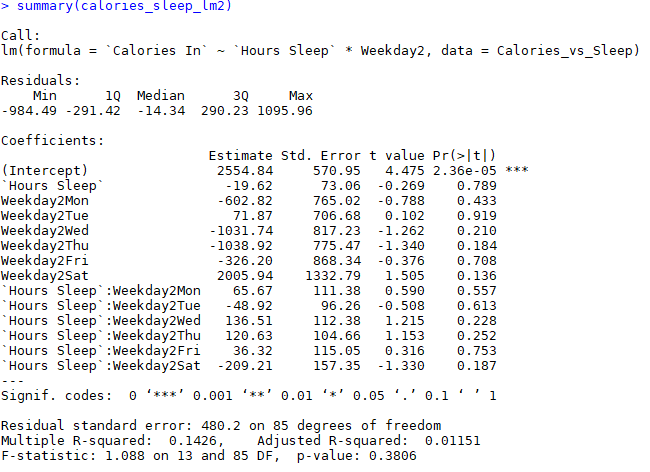 > summary(calories_sleep_lm2)

Call:
lm(formula = `Calories In` ~ `Hours Sleep` * Weekday2, data = Calories_vs_Sleep)

Residuals:
    Min      1Q  Median      3Q     Max
-984.49 -291.42  -14.34  290.23 1095.96

Coefficients:
                          Estimate Std. Error t value Pr(>|t|)
(Intercept)                2554.84     570.95   4.475 2.36e-05 ***
`Hours Sleep`               -19.62      73.06  -0.269    0.789
Weekday2Mon                -602.82     765.02  -0.788    0.433
Weekday2Tue                  71.87     706.68   0.102    0.919
Weekday2Wed               -1031.74     817.23  -1.262    0.210
Weekday2Thu               -1038.92     775.47  -1.340    0.184
Weekday2Fri                -326.20     868.34  -0.376    0.708
Weekday2Sat                2005.94    1332.79   1.505    0.136
`Hours Sleep`:Weekday2Mon    65.67     111.38   0.590    0.557
`Hours Sleep`:Weekday2Tue   -48.92      96.26  -0.508    0.613
`Hours Sleep`:Weekday2Wed   136.51     112.38   1.215    0.228
`Hours Sleep`:Weekday2Thu   120.63     104.66   1.153    0.252
`Hours Sleep`:Weekday2Fri    36.32     115.05   0.316    0.753
`Hours Sleep`:Weekday2Sat  -209.21     157.35  -1.330    0.187
---
Signif. codes:  0 ‘***’ 0.001 ‘**’ 0.01 ‘*’ 0.05 ‘.’ 0.1 ‘ ’ 1

Residual standard error: 480.2 on 85 degrees of freedom
Multiple R-squared:  0.1426,    Adjusted R-squared:  0.01151
F-statistic: 1.088 on 13 and 85 DF,  p-value: 0.3806